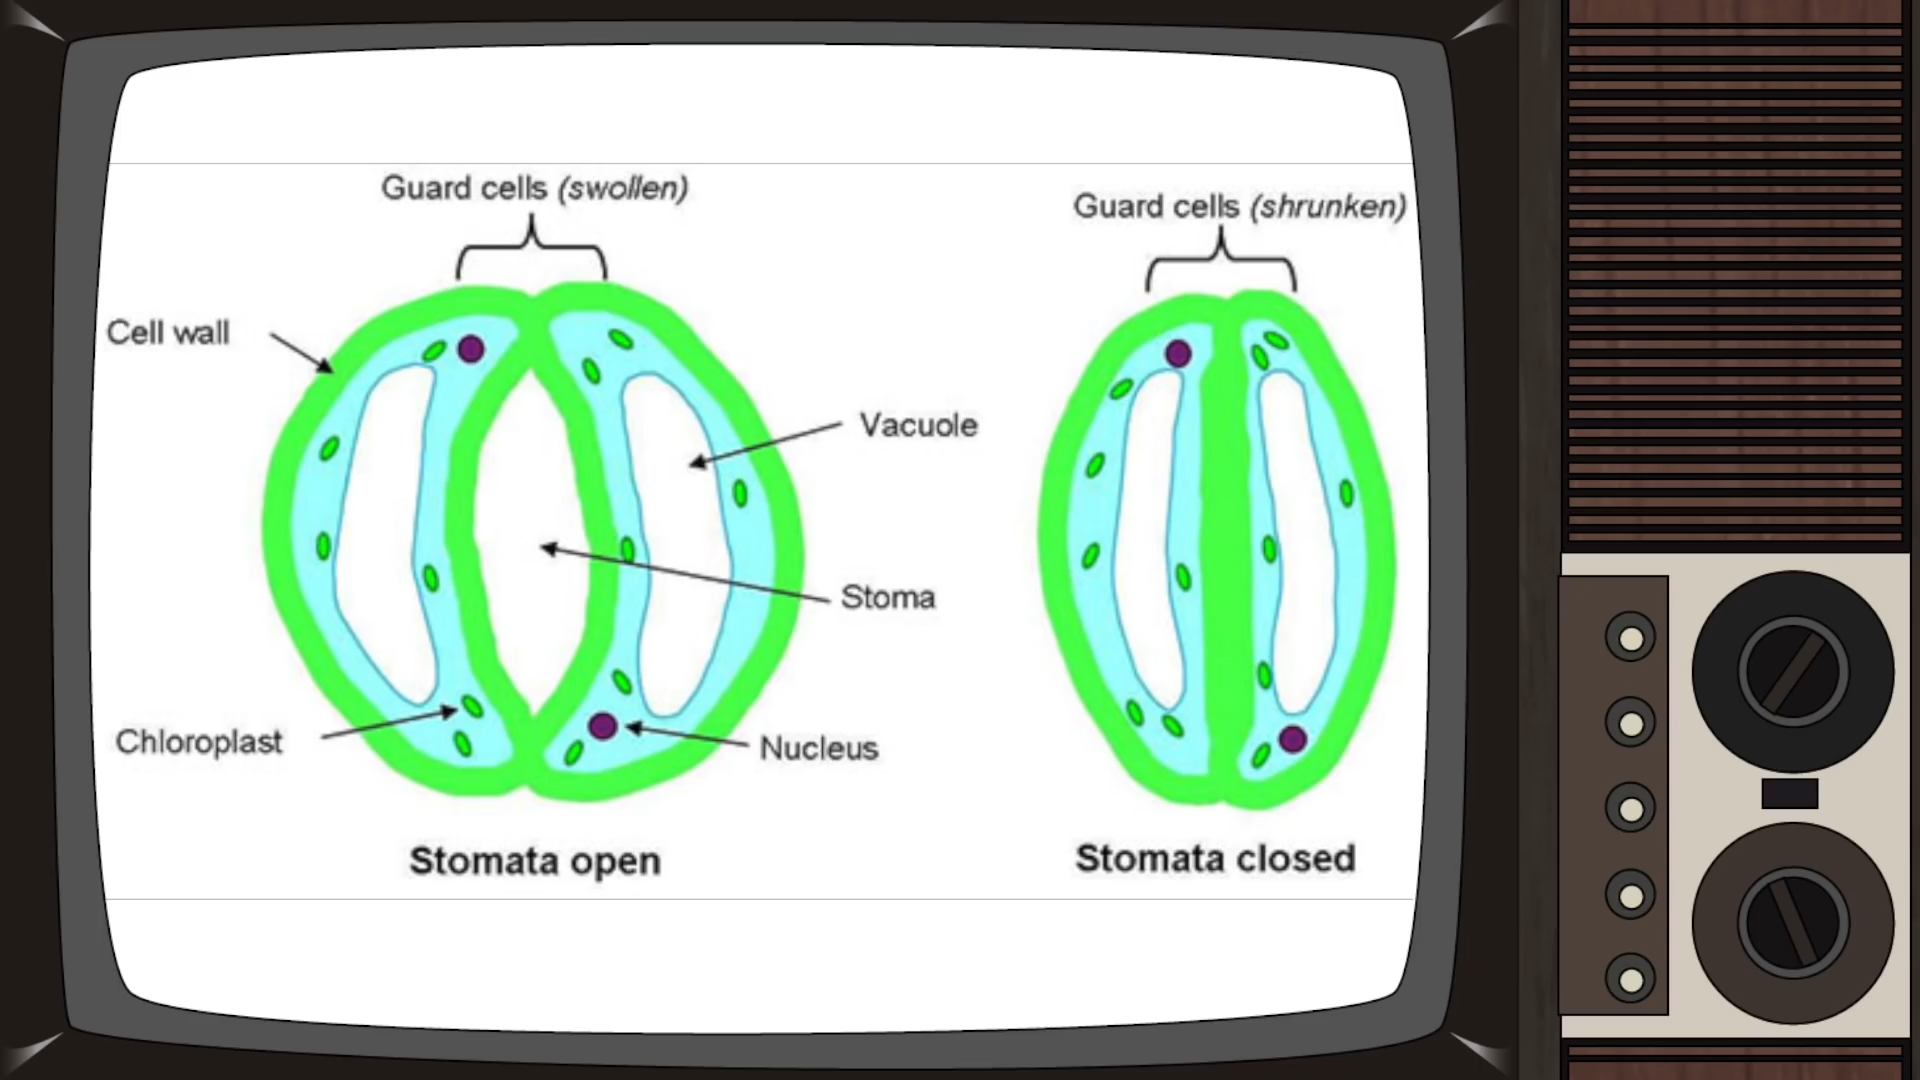 Guard cells (swollen)
Guard cells (shrunken)
Cell wall
Vacuole
Stoma
Chloroplast
Nucleus
Stomata open
Stomata closed